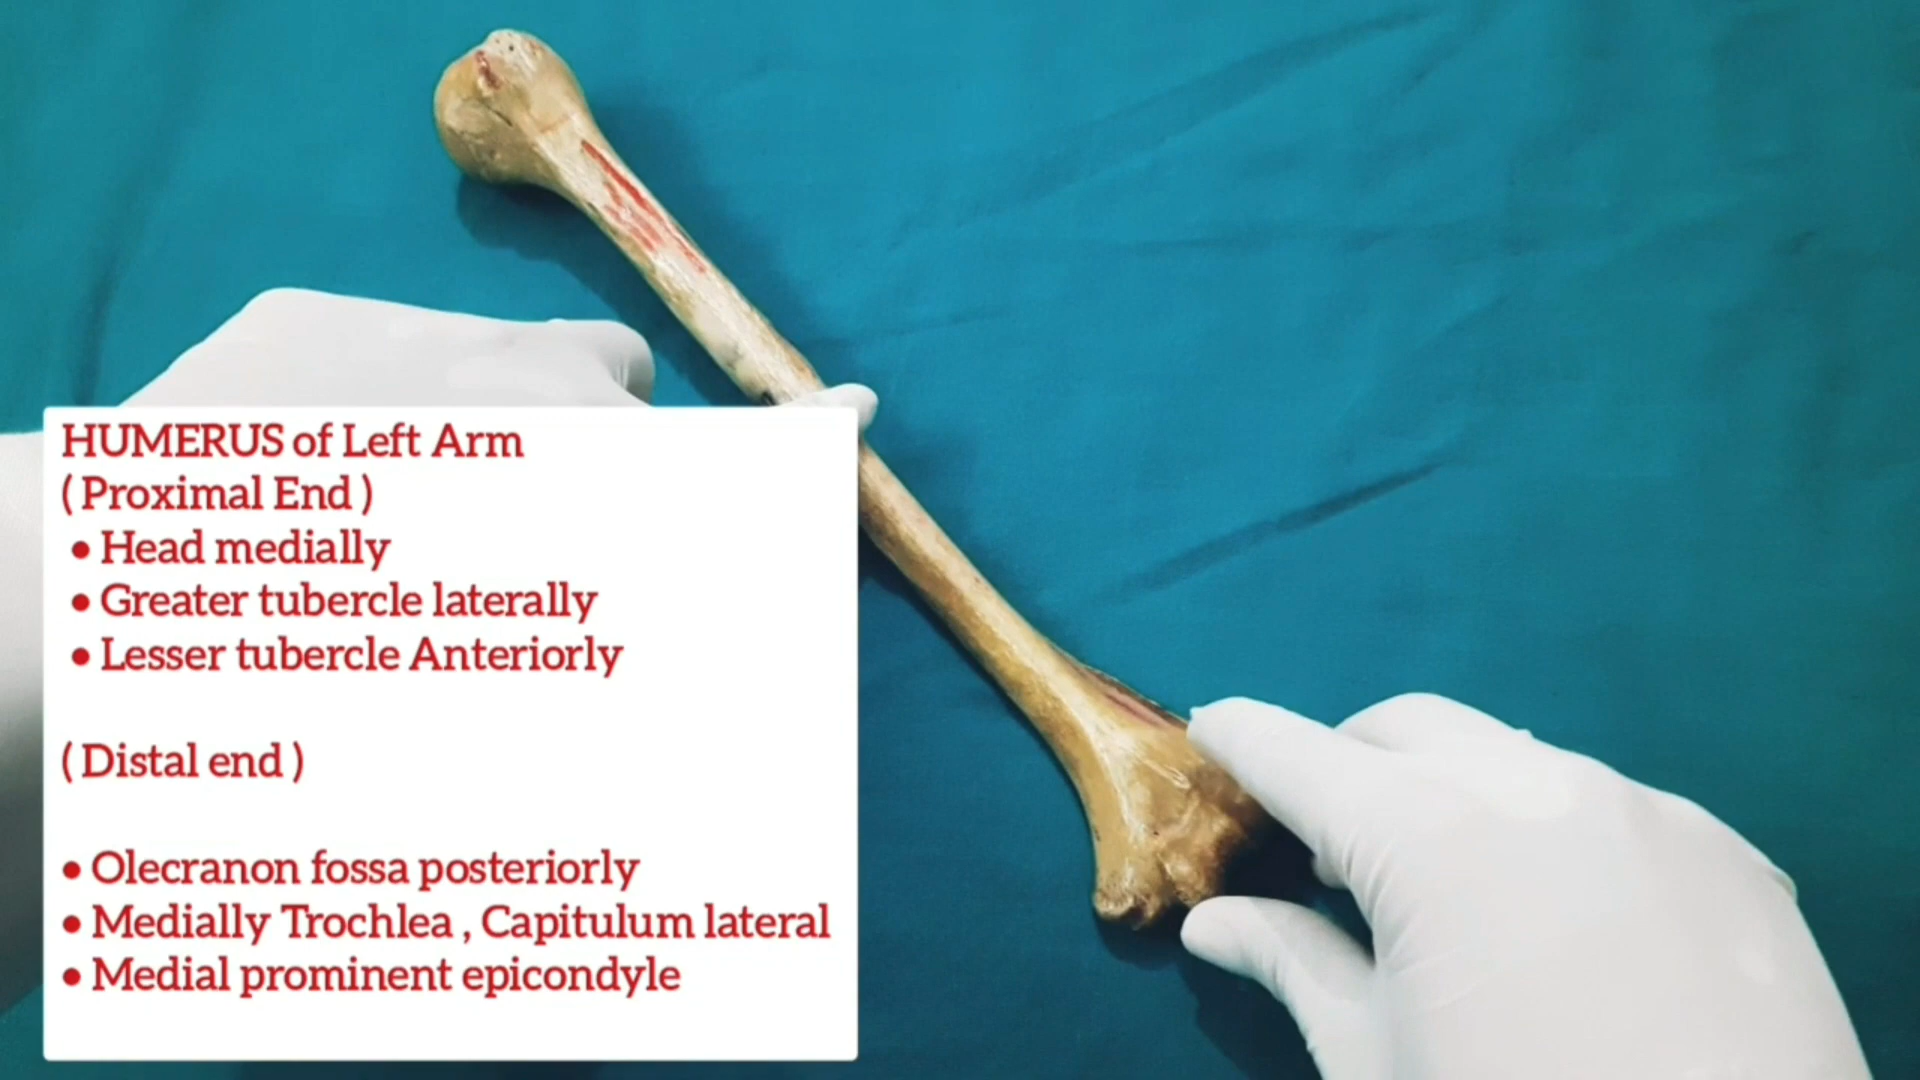 HUMERUS of Left Arm
( Proximal End )
• Head medially
• Greater tubercle laterally
• Lesser tubercle Anteriorly
( Distal end )
• Olecranon fossa posteriorly
• Medially Trochlea , Capitulum lateral
• Medial prominent epicondyle